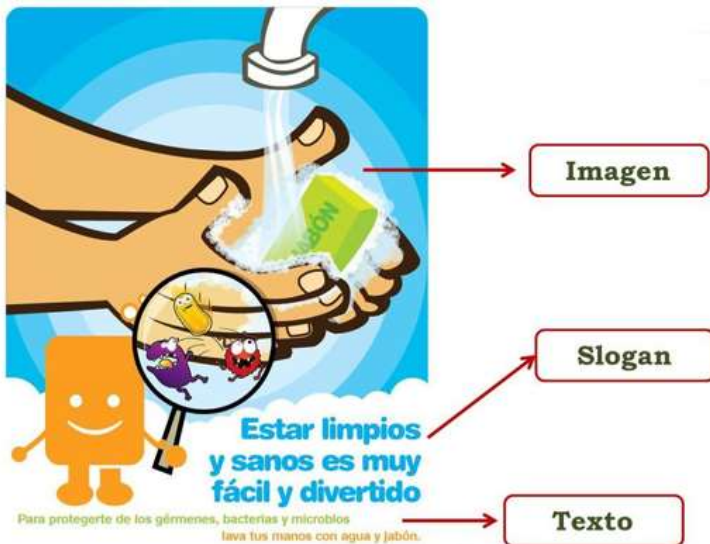 JABÓN
Imagen
Slogan
Estar limpios
y sanos es muy
fácil y divertido
Para protegerte de los gérmenes, bacterias y microbios
lava tus manos con agua y jabón.
Texto